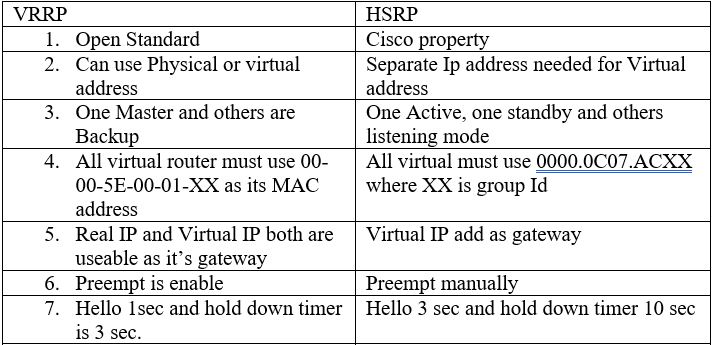 VRRP
HSRP
1. Open Standard
Cisco property
2. Can use Physical or virtual
address
Separate Ip address needed for Virtual
address
3. One Master and others are
Backup
One Active, one standby and others
listening mode
4. All virtual router must use 00-
00-5E-00-01-XX as its MAC
address
All virtual must use 0000.0C07.ACXX
where XX is group Id
5. Real IP and Virtual IP both are
useable as it’s gateway
Virtual IP add as gateway
6. Preempt is enable
Preempt manually
7. Hello 1sec and hold down timer
is 3 sec.
Hello 3 sec and hold down timer 10 sec